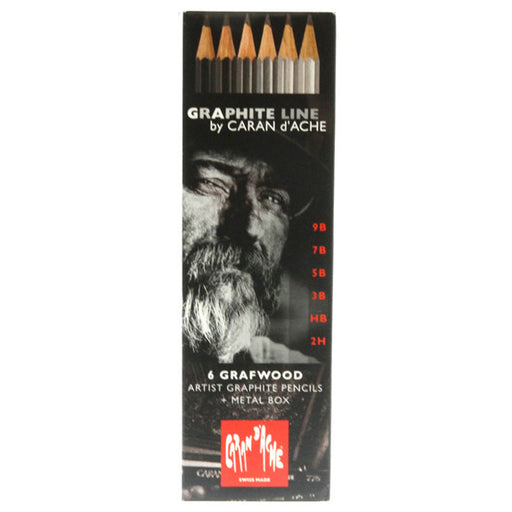 GRAPHITE LINE
by CARAN d'ACHE
9B
7B
5B
3B
HB
2H
6 GRAFWOOD
ARTIST GRAPHITE PENCILS
+ METAL BOX
CARAN D'ACHE
SWISS MADE
CARAN